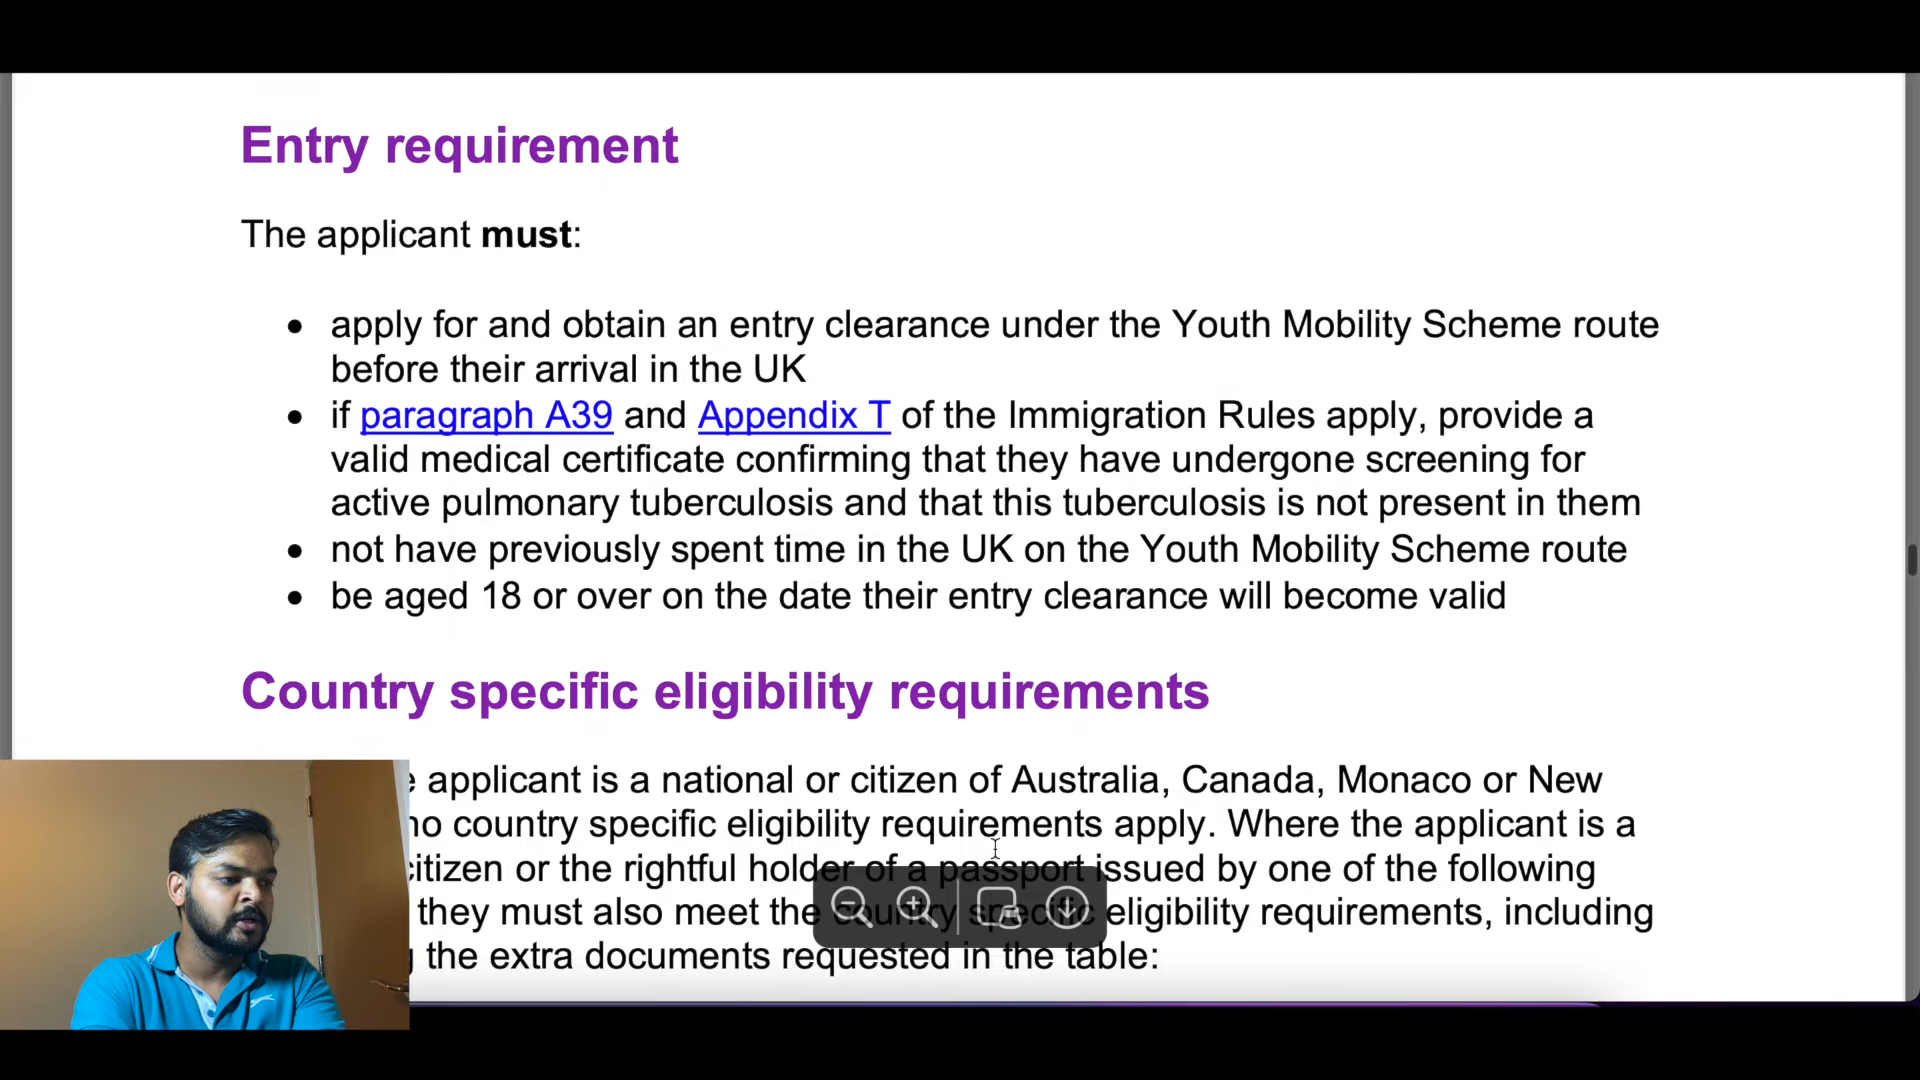 Entry requirement
The applicant must:
• apply for and obtain an entry clearance under the Youth Mobility Scheme route
before their arrival in the UK
• if paragraph A39 and Appendix T of the Immigration Rules apply, provide a
valid medical certificate confirming that they have undergone screening for
active pulmonary tuberculosis and that this tuberculosis is not present in them
• not have previously spent time in the UK on the Youth Mobility Scheme route
• be aged 18 or over on the date their entry clearance will become valid
Country specific eligibility requirements
applicant is a national or citizen of Australia, Canada, Monaco or New
no country specific eligibility requirements apply. Where the applicant is a
citizen or the rightful holder of a passport issued by one of the following
they must also meet the country specific eligibility requirements, including
the extra documents requested in the table: